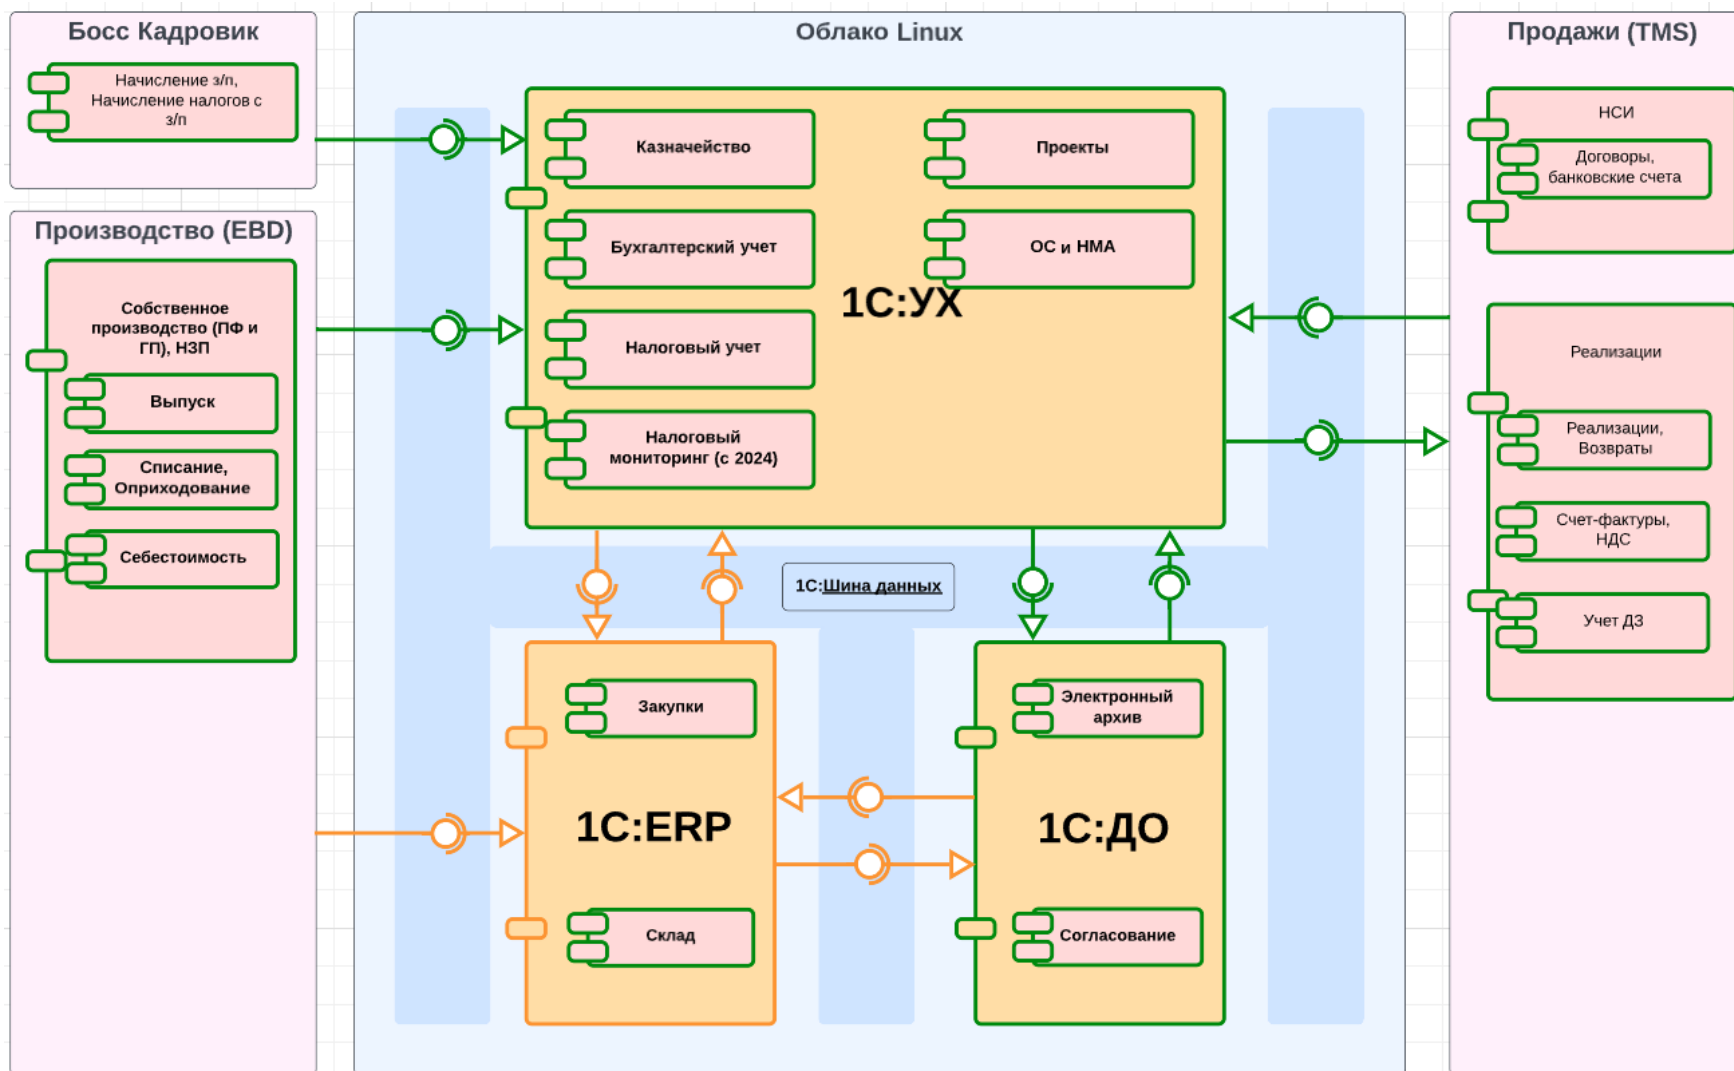 Босс Кадровик
Начисление з/п,
Начисление налогов с
з/п
Производство (EBD)
Собственное
производство (ПФ и
ГП), НЗП
Выпуск
Списание,
Оприходование
Себестоимость
Облако Linux
Казначейство
Проекты
Бухгалтерский учет
ОС и НМА
1С:УХ
Налоговый учет
Налоговый
мониторинг (с 2024)
1С:Шина данных
Закупки
1С:ERP
Склад
Электронный
архив
1С:ДО
Согласование
Продажи (TMS)
НСИ
Договоры,
банковские счета
Реализации
Реализации,
Возвраты
Счет-фактуры,
НДС
Учет ДЗ